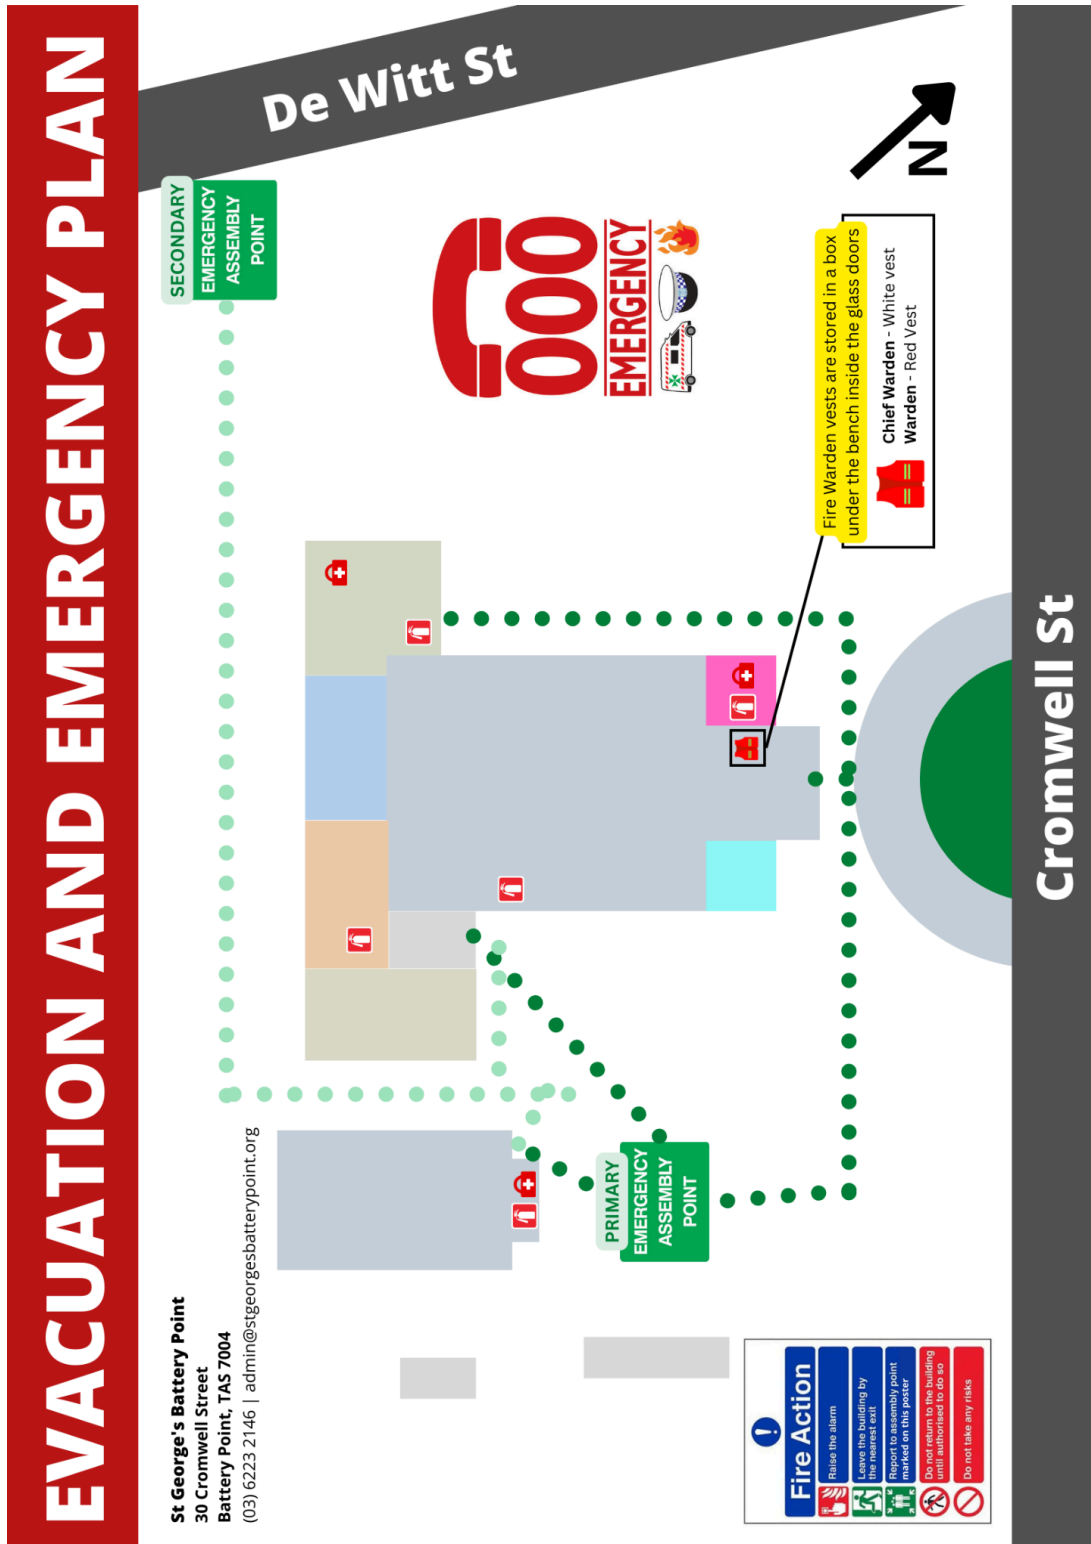 EVACUATION AND EMERGENCY PLAN
De Witt St
SECONDARY
EMERGENCY
ASSEMBLY
POINT
000
EMERGENCY
N
Fire Warden vests are stored in a box
under the bench inside the glass doors
Chief Warden - White vest
Warden - Red Vest
St George's Battery Point
30 Cromwell Street
Battery Point, TAS 7004
(03) 6223 2146 | admin@stgeorgesbatterypoint.org
PRIMARY
EMERGENCY
ASSEMBLY
POINT
Fire Action
Raise the alarm
Leave the building by
the nearest exit
Report to assembly point
marked on this poster
Do not return to the building
until authorised to do so
Do not take any risks
Cromwell St